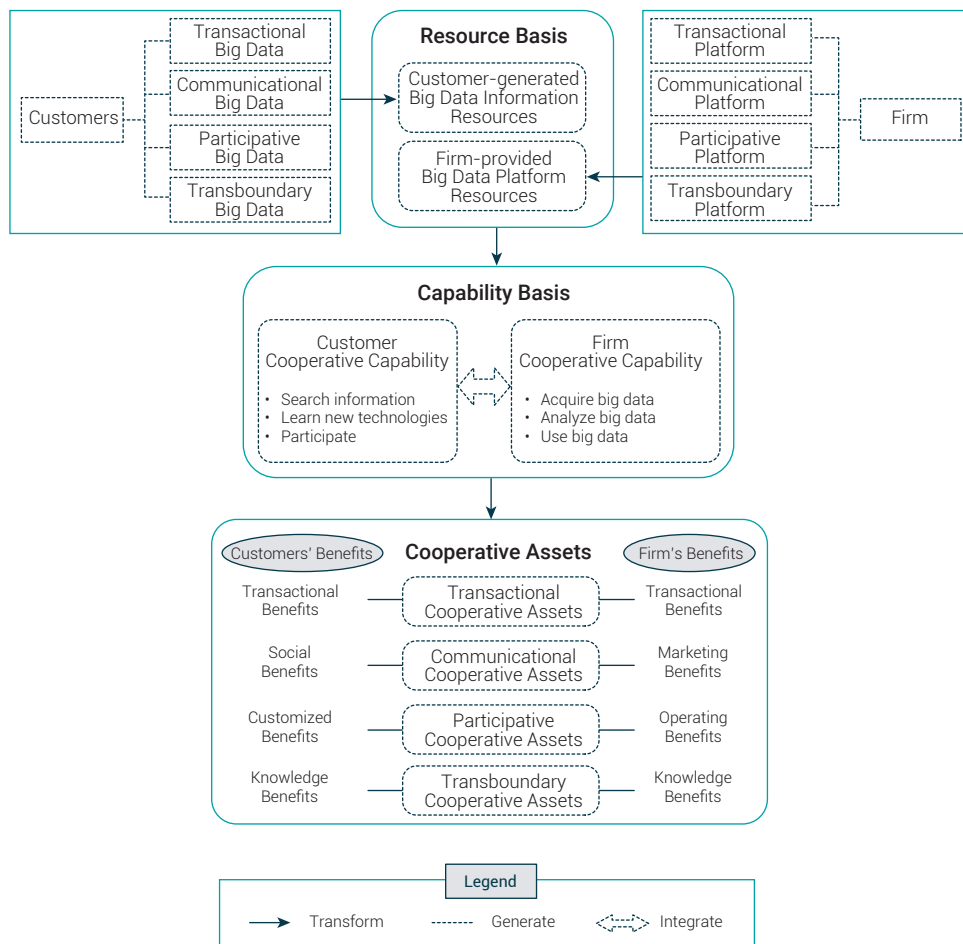 Customers
Transactional
Big Data
Communicational
Big Data
Participative
Big Data
Transboundary
Big Data
Resource Basis
Customer-generated
Big Data Information
Resources
Firm-provided
Big Data Platform
Resources
Transactional
Platform
Communicational
Platform
Participative
Platform
Transboundary
Platform
Firm
Capability Basis
Customer
Cooperative Capability
• Search information
• Learn new technologies
• Participate
Firm
Cooperative Capability
• Acquire big data
• Analyze big data
• Use big data
Customers' Benefits
Cooperative Assets
Firm's Benefits
Transactional
Benefits
Transactional
Cooperative Assets
Transactional
Benefits
Social
Benefits
Communicational
Cooperative Assets
Marketing
Benefits
Customized
Benefits
Participative
Cooperative Assets
Operating
Benefits
Knowledge
Benefits
Transboundary
Cooperative Assets
Knowledge
Benefits
Legend
Transform
Generate
Integrate